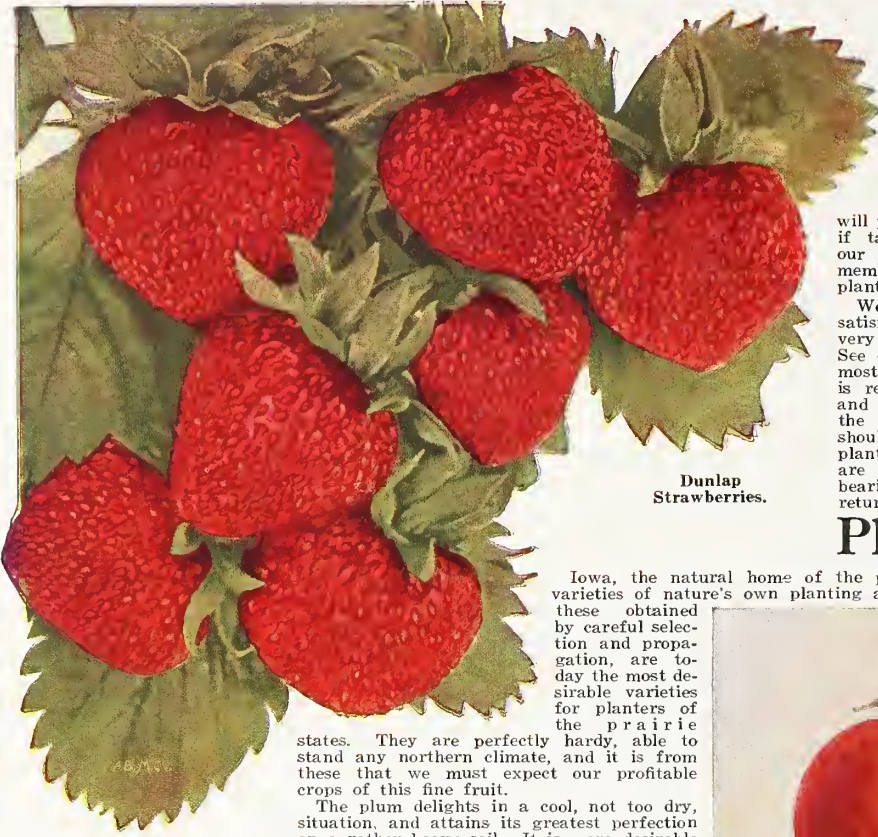 will
if
our
mem
plant
We
satis
very
See
most
is re
and
the
shou
plant
are
beari
retur
Dunlap
Strawberries.
Pl
Iowa, the natural home of the
varieties of nature's own planting a
these obtained
by careful selec-
tion and propa-
gation, are to-
day the most de-
sirable varieties
for planters of
the prairie
states. They are perfectly hardy, able to
stand any northern climate, and it is from
these that we must expect our profitable
crops of this fine fruit.
The plum delights in a cool, not too dry,
situation, and attains its greatest perfection